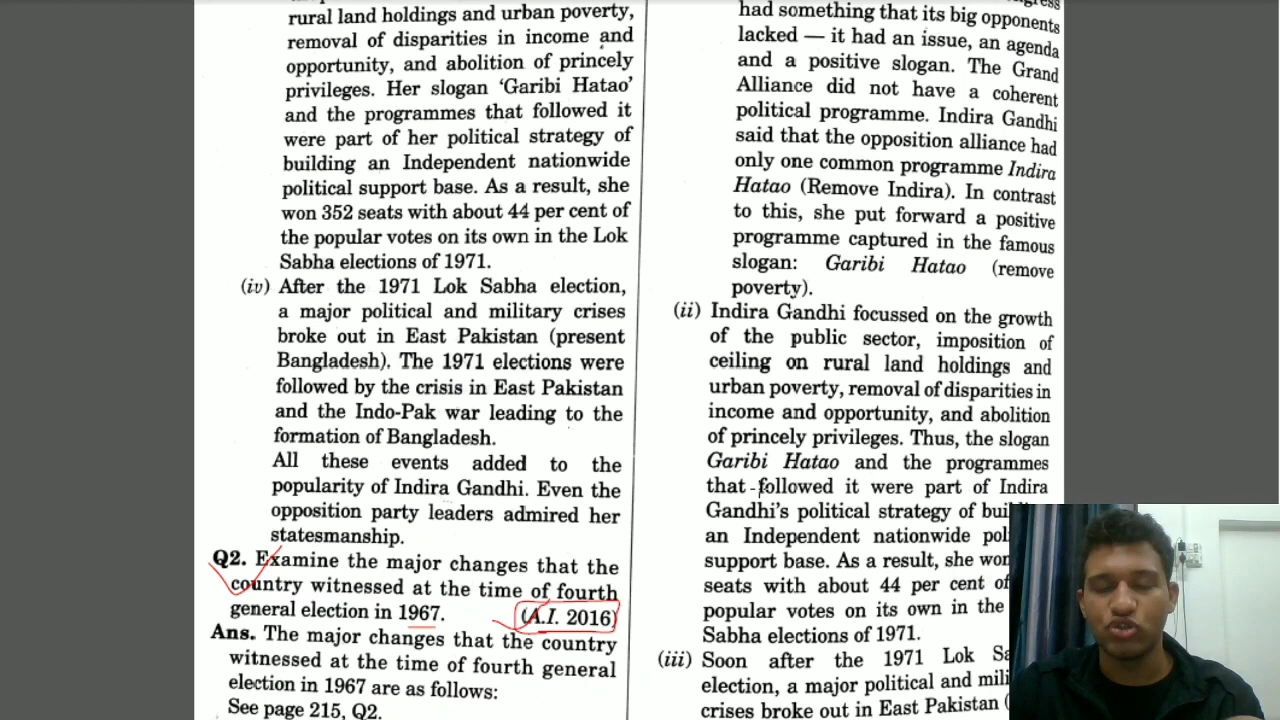 rural land holdings and urban poverty,
removal of disparities in income and
opportunity, and abolition of princely
privileges. Her slogan ‘Garibi Hatao’
and the programmes that followed it
were part of her political strategy of
building an Independent nationwide
political support base. As a result, she
won 352 seats with about 44 per cent of
the popular votes on its own in the Lok
Sabha elections of 1971.
(iv) After the 1971 Lok Sabha election,
a major political and military crises
broke out in East Pakistan (present
Bangladesh). The 1971 elections were
followed by the crisis in East Pakistan
and the Indo-Pak war leading to the
formation of Bangladesh.
All these events added to the
popularity of Indira Gandhi. Even the
opposition party leaders admired her
statesmanship.
Q2. Examine the major changes that the
country witnessed at the time of fourth
general election in 1967. (A.I. 2016)
Ans. The major changes that the country
witnessed at the time of fourth general
election in 1967 are as follows:
See page 215, Q2.
had something that its big opponents
lacked — it had an issue, an agenda
and a positive slogan. The Grand
Alliance did not have a coherent
political programme. Indira Gandhi
said that the opposition alliance had
only one common programme Indira
Hatao (Remove Indira). In contrast
to this, she put forward a positive
programme captured in the famous
slogan: Garibi Hatao (remove
poverty).
(ii) Indira Gandhi focussed on the growth
of the public sector, imposition of
ceiling on rural land holdings and
urban poverty, removal of disparities in
income and opportunity, and abolition
of princely privileges. Thus, the slogan
Garibi Hatao and the programmes
that followed it were part of Indira
Gandhi’s political strategy of
an Independent nationwide
support base. As a result, she
seats with about 44 per cent of
popular votes on its own in the
Sabha elections of 1971.
(iii) Soon after the 1971 Lok
election, a major political and
crises broke out in East Pakistan